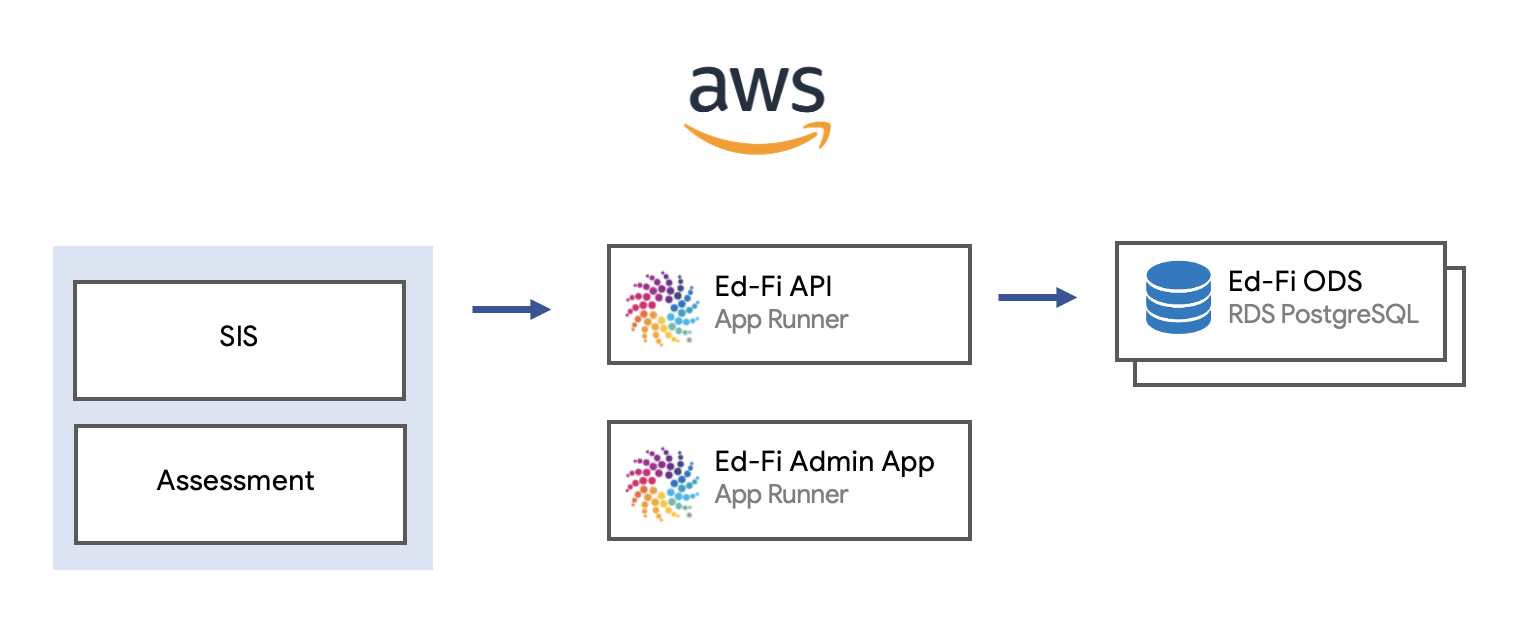 aws
SIS
Assessment
Ed-Fi API
App Runner
Ed-Fi Admin App
App Runner
Ed-Fi ODS
RDS PostgreSQL